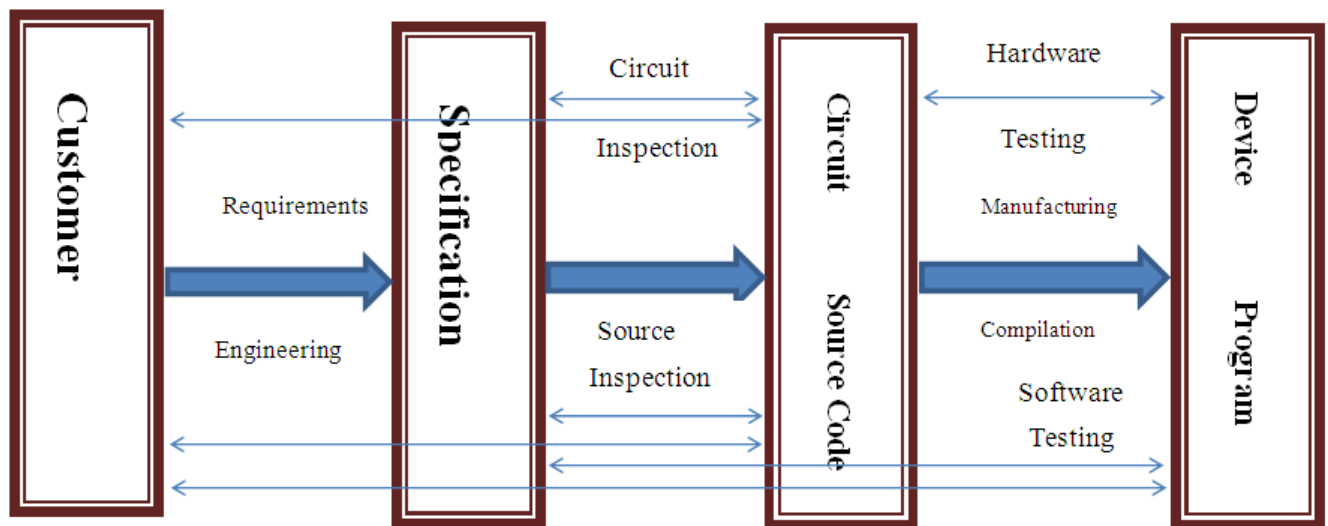 Customer
Requirements
Engineering
Specification
Circuit
Inspection
Source
Inspection
Circuit
Source Code
Hardware
Testing
Manufacturing
Compilation
Software
Testing
Device
Program